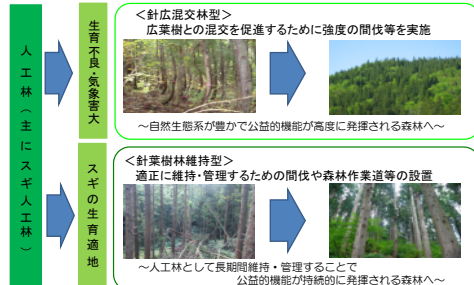 人工林（主にスギ人工林）
生育不良・気象害大
＜針広混交林型＞
広葉樹との混交を促進するために強度の間伐等を実施
～自然生態系が豊かで公益的機能が高度に発揮される森林へ～
スギの生育適地
＜針葉樹林維持型＞
適正に維持・管理するための間伐や森林作業道等の設置
～人工林として長期間維持・管理することで
公益的機能が持続的に発揮される森林へ～